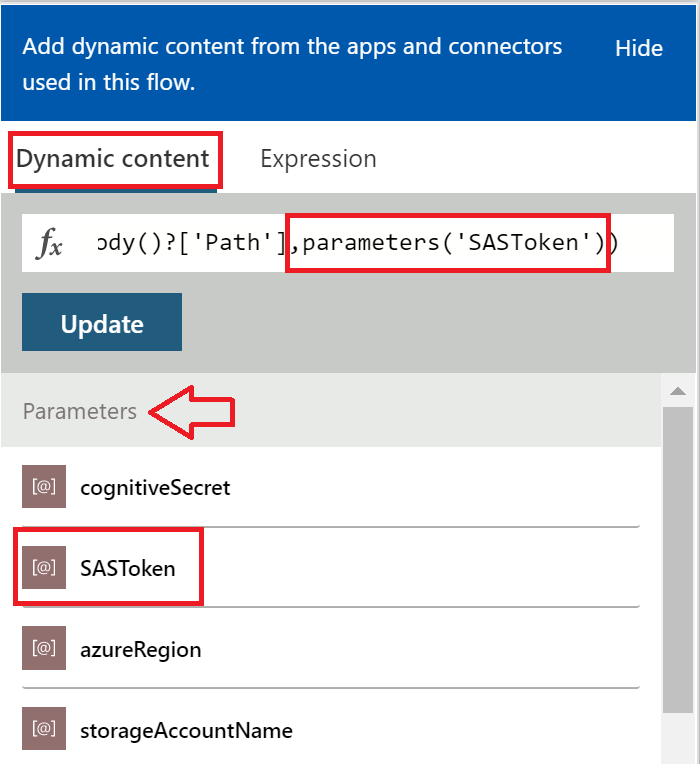 Add dynamic content from the apps and connectors
used in this flow.
Hide
Dynamic content
Expression
fx
ody()?['Path'],parameters('SASToken'))
Update
Parameters
[@] cognitiveSecret
[@] SASToken
[@] azureRegion
[@] storageAccountName